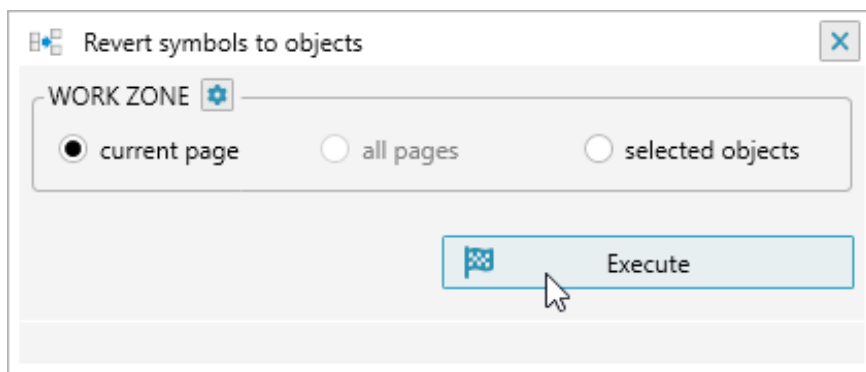 Revert symbols to objects
WORK ZONE
current page all pages selected objects
Execute